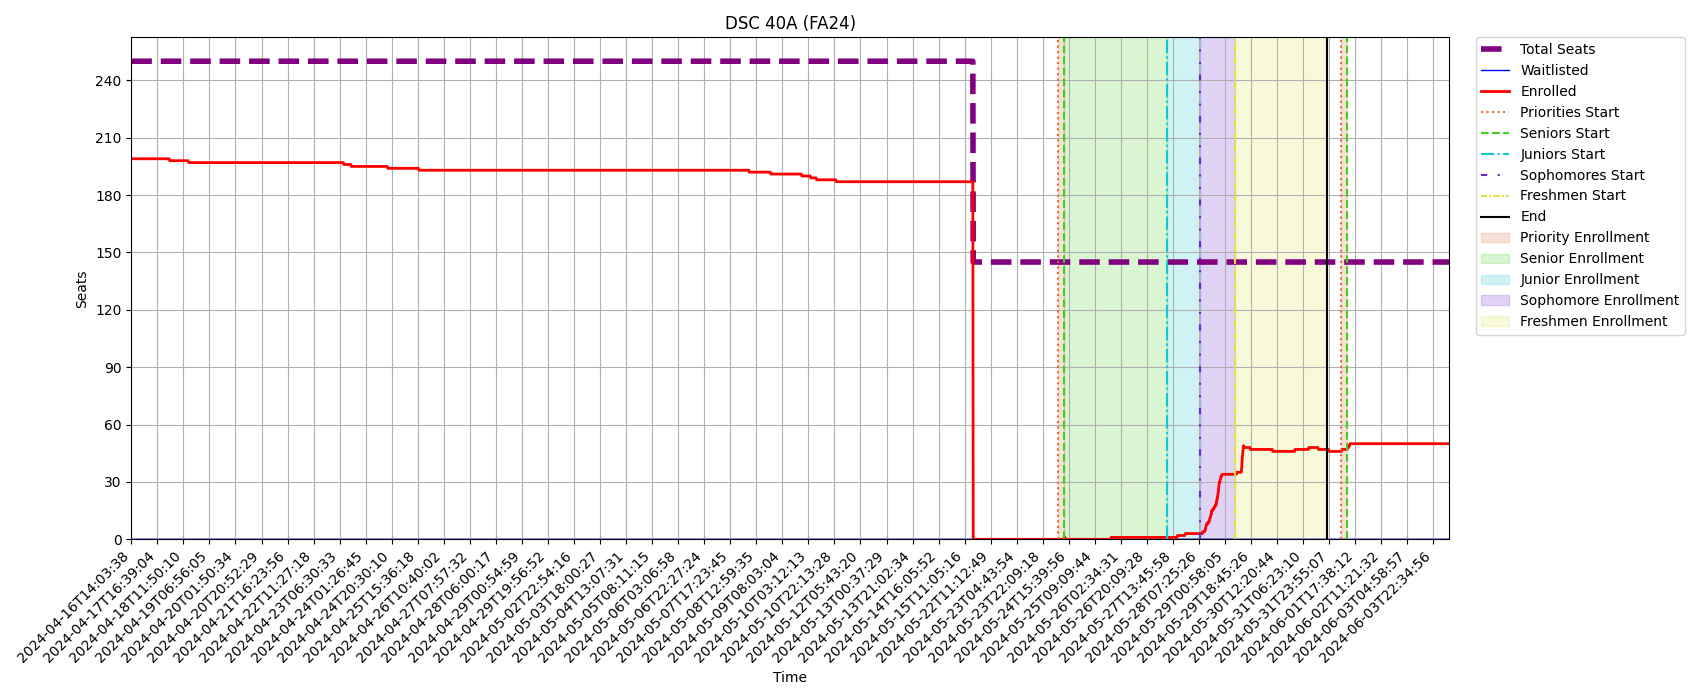 DSC 40A (FA24)
Total Seats
Waitlisted
Enrolled
Priorities Start
Seniors Start
Juniors Start
Sophomores Start
Freshmen Start
End
Priority Enrollment
Senior Enrollment
Junior Enrollment
Sophomore Enrollment
Freshmen Enrollment
Seats
240
210
180
150
120
90
60
30
0
2024-04-16T14:03:38
2024-04-17T16:39:04
2024-04-18T11:50:10
2024-04-19T06:56:05
2024-04-20T01:50:34
2024-04-20T20:52:29
2024-04-21T16:23:56
2024-04-22T11:27:18
2024-04-23T06:30:33
2024-04-24T01:26:45
2024-04-24T20:30:10
2024-04-25T15:36:18
2024-04-26T10:40:02
2024-04-27T07:57:32
2024-04-28T06:00:17
2024-04-29T00:54:59
2024-04-29T19:56:52
2024-05-02T22:54:16
2024-05-03T18:00:27
2024-05-04T13:07:31
2024-05-05T08:11:15
2024-05-06T03:06:58
2024-05-06T22:27:24
2024-05-07T17:23:45
2024-05-08T12:59:35
2024-05-09T08:03:04
2024-05-10T03:12:13
2024-05-10T22:13:28
2024-05-12T05:43:20
2024-05-13T00:37:29
2024-05-13T21:02:34
2024-05-14T16:05:52
2024-05-15T11:05:16
2024-05-22T11:12:49
2024-05-23T04:43:54
2024-05-23T22:09:18
2024-05-24T15:39:56
2024-05-25T09:09:44
2024-05-26T02:34:31
2024-05-26T20:09:28
2024-05-27T13:45:58
2024-05-28T07:25:26
2024-05-29T00:58:05
2024-05-29T18:45:26
2024-05-30T12:20:44
2024-05-31T06:23:10
2024-05-31T23:55:07
2024-06-01T17:38:12
2024-06-02T11:21:32
2024-06-03T04:58:57
2024-06-03T22:34:56
Time